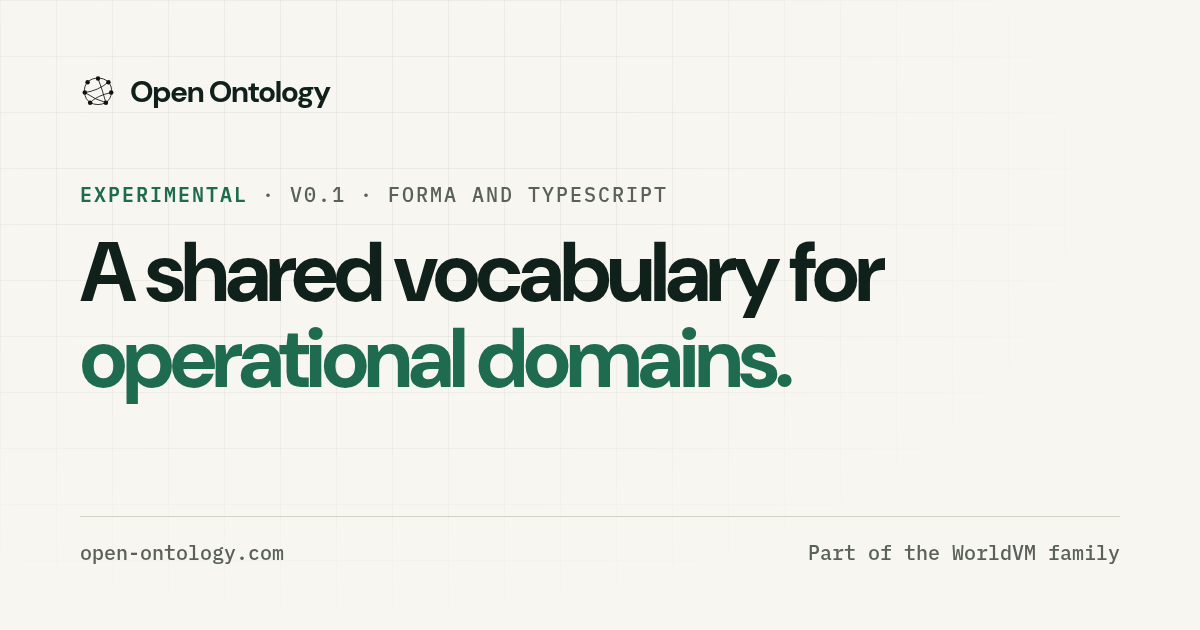 Open Ontology
EXPERIMENTAL · V0.1 · FORMA AND TYPESCRIPT
A shared vocabulary for
operational domains.
open-ontology.com
Part of the WorldVM family